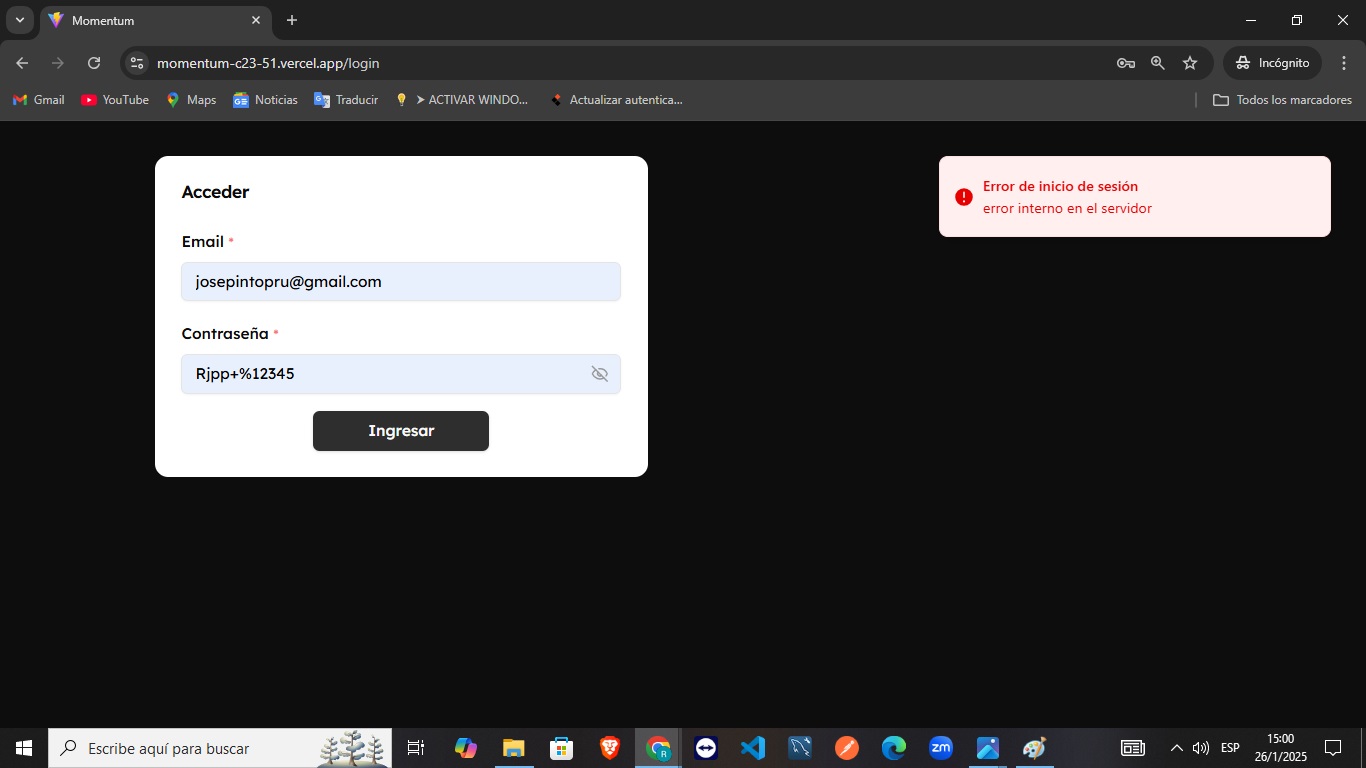 Momentum
momentum-c23-51.vercel.app/login
Incógnito
Gmail
YouTube
Maps
Noticias
Traducir
➤ ACTIVAR WINDO...
Actualizar autentica...
Todos los marcadores
Acceder
Email *
josepintopru@gmail.com
Contraseña *
Rjpp+%12345
Ingresar
Error de inicio de sesión
error interno en el servidor
Escribe aquí para buscar
R
zm
ESP
15:00
26/1/2025